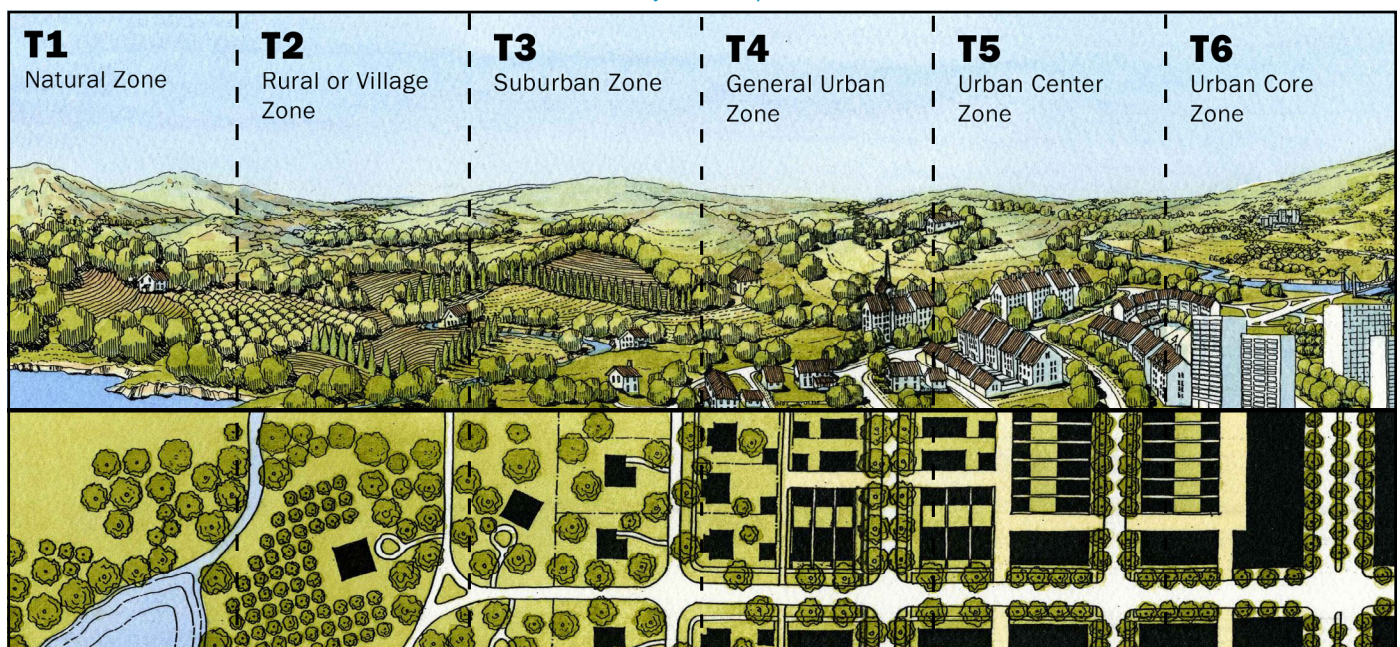 T1
Natural Zone
T2
Rural or Village
Zone
T3
Suburban Zone
T4
General Urban
Zone
T5
Urban Center
Zone
T6
Urban Core
Zone